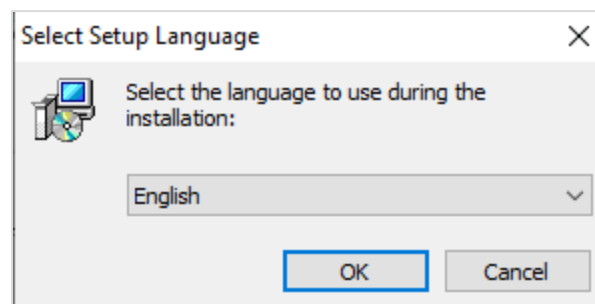 Select Setup Language
Select the language to use during the
installation:
English
OK
Cancel